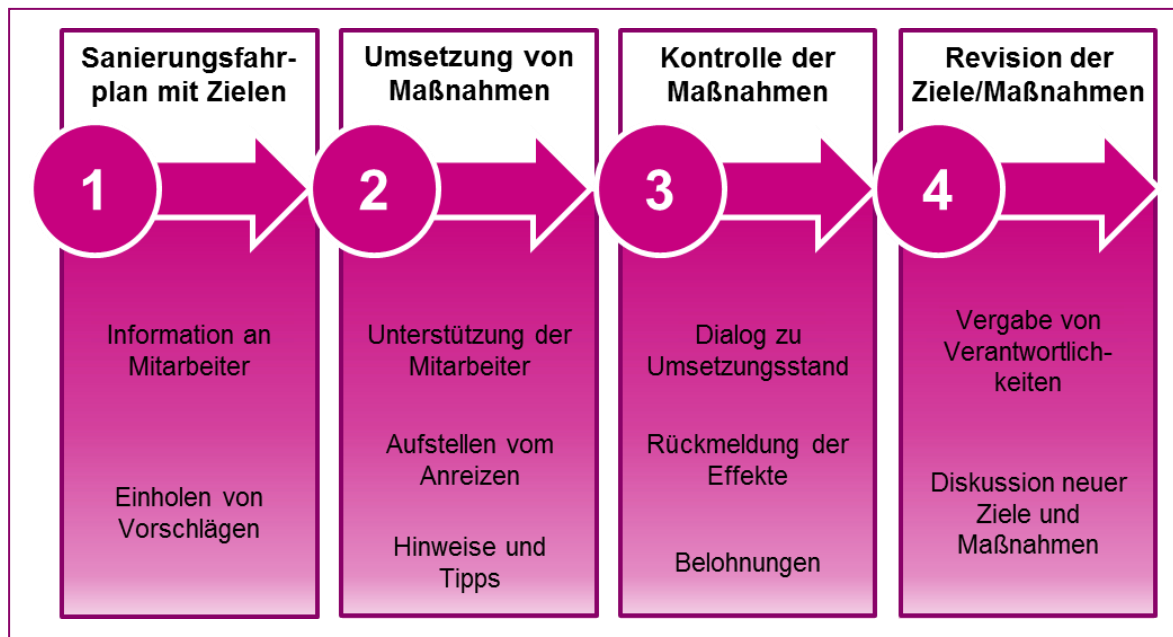 Sanierungsfahr-
plan mit Zielen
1
Information an
Mitarbeiter
Einholen von
Vorschlägen
Umsetzung von
Maßnahmen
2
Unterstützung der
Mitarbeiter
Aufstellen vom
Anreizen
Hinweise und
Tipps
Kontrolle der
Maßnahmen
3
Dialog zu
Umsetzungsstand
Rückmeldung der
Effekte
Belohnungen
Revision der
Ziele/Maßnahmen
4
Vergabe von
Verantwortlich-
keiten
Diskussion neuer
Ziele und
Maßnahmen